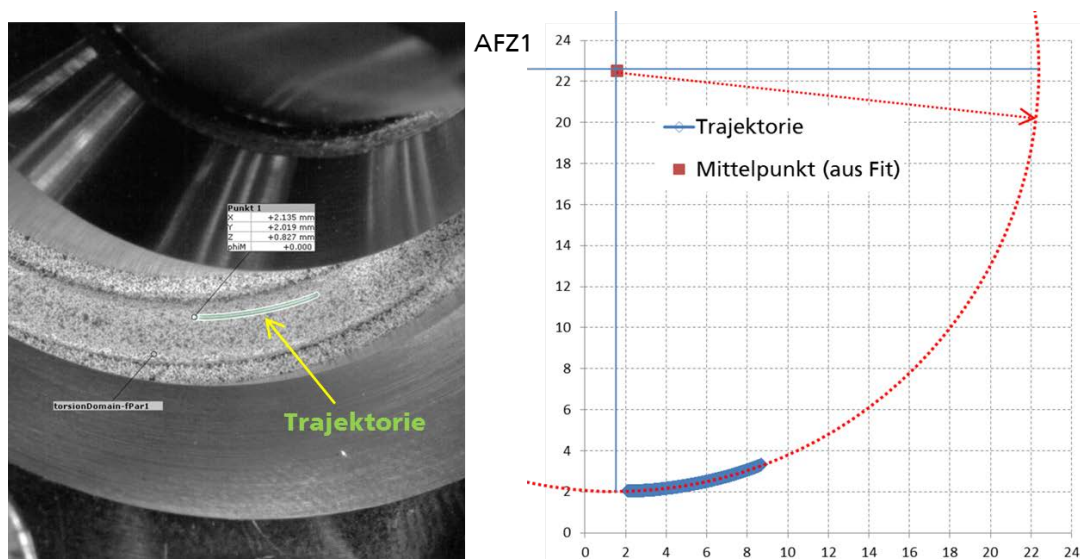 AFZ1
Punkt 1
X +2.135 mm
Y +2.019 mm
Z +0.827 mm
phiM +0.000
torsionDomain-fPar1
Trajektorie
24
22
20
18
16
14
12
10
8
6
4
2
0
Trajektorie
Mittelpunkt (aus Fit)
0 2 4 6 8 10 12 14 16 18 20 22 24